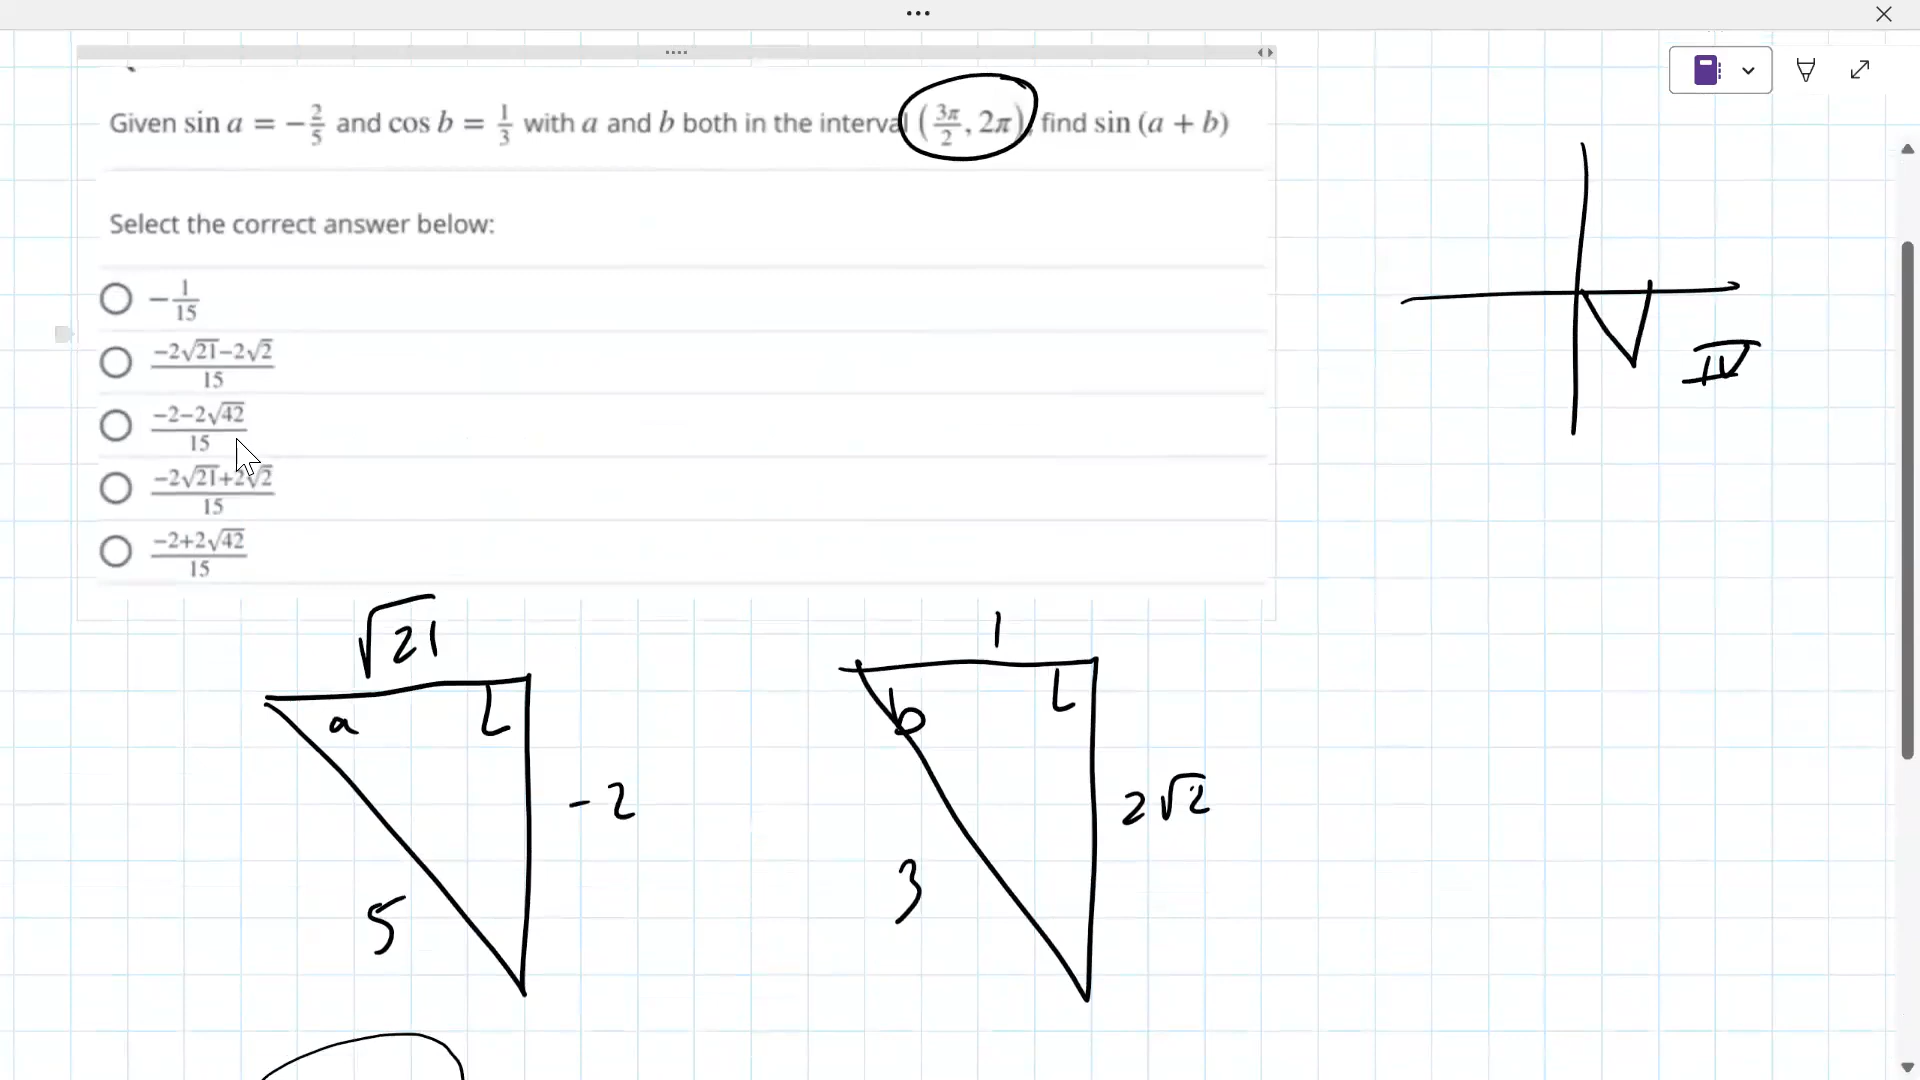 Given sin a = −2/5 and cos b = 1/3 with a and b both in the interval (3π/2, 2π), find sin (a + b)
Select the correct answer below:
−1/15
(−2√21−2√2)/15
(−2−2√42)/15
(−2√21+2√2)/15
(−2+2√42)/15
IV
√21
a
-2
5
1
b
2√2
3